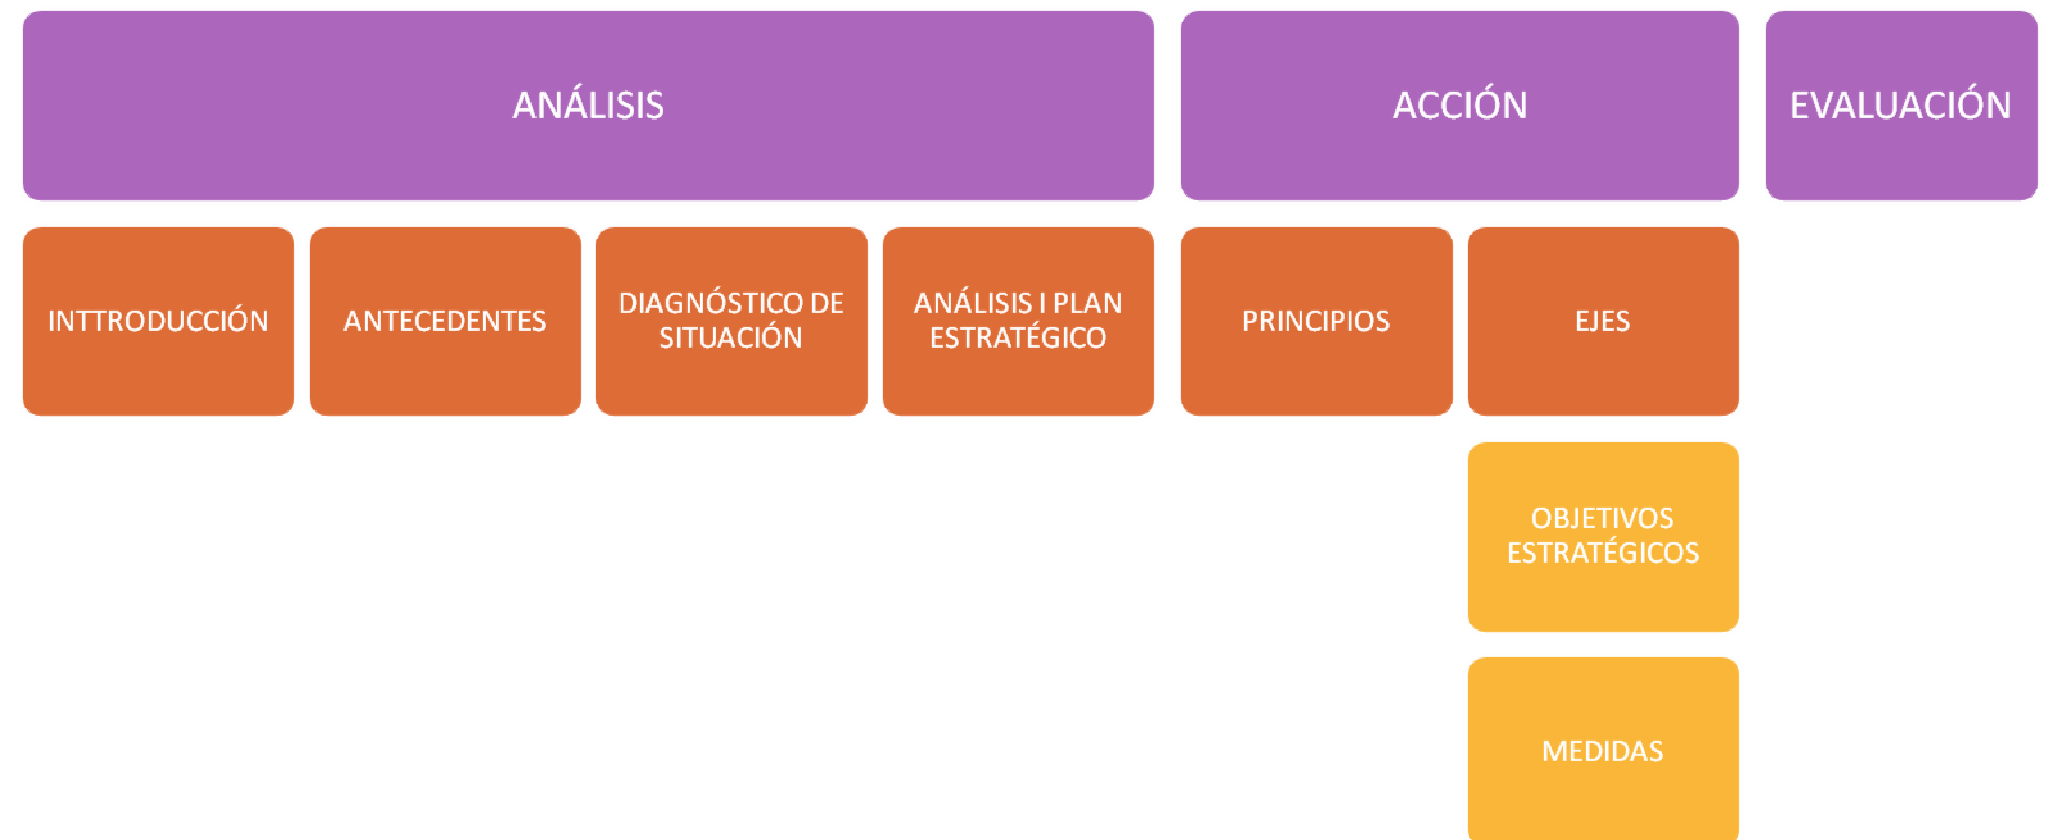 ANÁLISIS
ACCIÓN
EVALUACIÓN
INTTRODUCCIÓN
ANTECEDENTES
DIAGNÓSTICO DE
SITUACIÓN
ANÁLISIS I PLAN
ESTRATÉGICO
PRINCIPIOS
EJES
OBJETIVOS
ESTRATÉGICOS
MEDIDAS